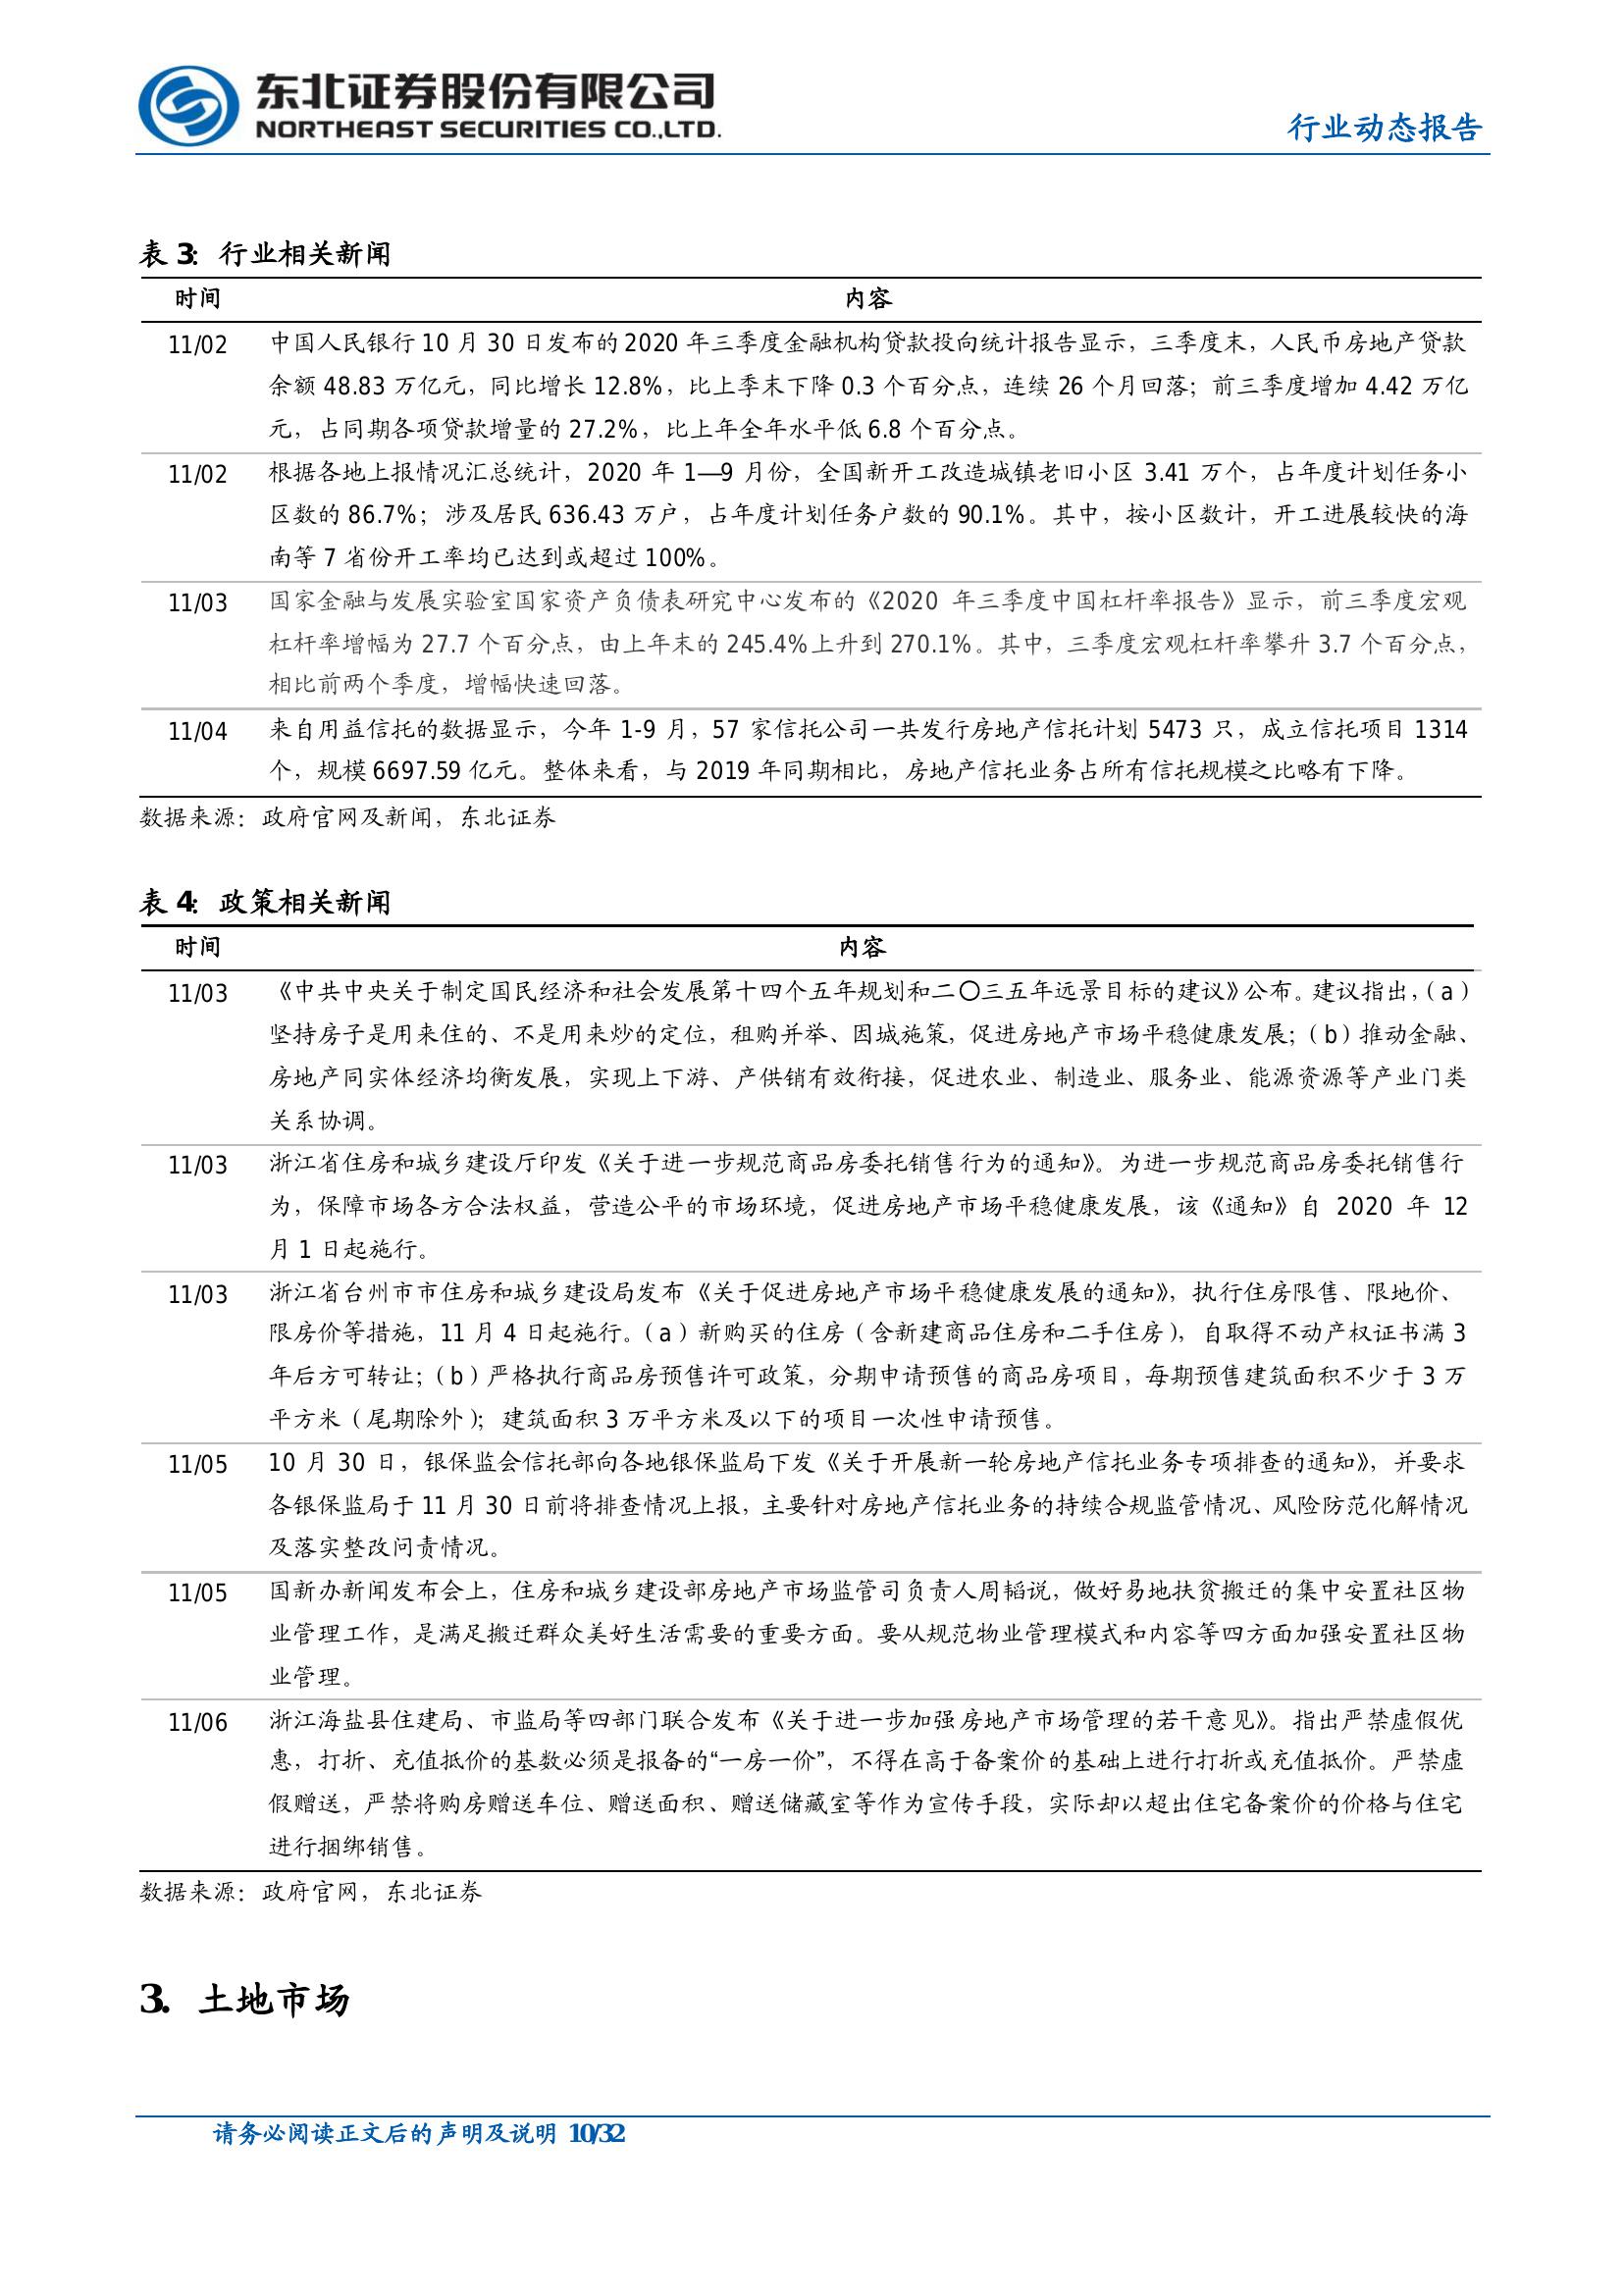 东北证券股份有限公司
NORTHEAST SECURITIES CO.,LTD.
行业动态报告
表 3：行业相关新闻
时间 内容
11/02 中国人民银行 10 月 30 日发布的 2020 年三季度金融机构贷款投向统计报告显示，三季度末，人民币房地产贷款
余额 48.83 万亿元，同比增长 12.8%，比上季末下降 0.3 个百分点，连续 26 个月回落；前三季度增加 4.42 万亿
元，占同期各项贷款增量的 27.2%，比上年全年水平低 6.8 个百分点。
11/02 根据各地上报情况汇总统计，2020 年 1—9 月份，全国新开工改造城镇老旧小区 3.41 万个，占年度计划任务小
区数的 86.7%；涉及居民 636.43 万户，占年度计划任务户数的 90.1%。其中，按小区数计，开工进展较快的海
南等 7 省份开工率均已达到或超过 100%。
11/03 国家金融与发展实验室国家资产负债表研究中心发布的《2020 年三季度中国杠杆率报告》显示，前三季度宏观
杠杆率增幅为 27.7 个百分点，由上年末的 245.4%上升到 270.1%。其中，三季度宏观杠杆率攀升 3.7 个百分点，
相比前两个季度，增幅快速回落。
11/04 来自用益信托的数据显示，今年 1-9 月，57 家信托公司一共发行房地产信托计划 5473 只，成立信托项目 1314
个，规模 6697.59 亿元。整体来看，与 2019 年同期相比，房地产信托业务占所有信托规模之比略有下降。
数据来源：政府官网及新闻，东北证券
表 4：政策相关新闻
时间 内容
11/03 《中共中央关于制定国民经济和社会发展第十四个五年规划和二〇三五年远景目标的建议》公布。建议指出，（a）
坚持房子是用来住的、不是用来炒的定位，租购并举、因城施策，促进房地产市场平稳健康发展；（b）推动金融、
房地产同实体经济均衡发展，实现上下游、产供销有效衔接，促进农业、制造业、服务业、能源资源等产业门类
关系协调。
11/03 浙江省住房和城乡建设厅印发《关于进一步规范商品房委托销售行为的通知》。为进一步规范商品房委托销售行
为，保障市场各方合法权益，营造公平的市场环境，促进房地产市场平稳健康发展，该《通知》自 2020 年 12
月 1 日起施行。
11/03 浙江省台州市市住房和城乡建设局发布《关于促进房地产市场平稳健康发展的通知》，执行住房限售、限地价、
限房价等措施，11 月 4 日起施行。（a）新购买的住房（含新建商品住房和二手住房），自取得不动产权证书满 3
年后方可转让；（b）严格执行商品房预售许可政策，分期申请预售的商品房项目，每期预售建筑面积不少于 3 万
平方米（尾期除外）；建筑面积 3 万平方米及以下的项目一次性申请预售。
11/05 10 月 30 日，银保监会信托部向各地银保监局下发《关于开展新一轮房地产信托业务专项排查的通知》，并要求
各银保监局于 11 月 30 日前将排查情况上报，主要针对房地产信托业务的持续合规监管情况、风险防范化解情况
及落实整改问责情况。
11/05 国新办新闻发布会上，住房和城乡建设部房地产市场监管司负责人周韬说，做好易地扶贫搬迁的集中安置社区物
业管理工作，是满足搬迁群众美好生活需要的重要方面。要从规范物业管理模式和内容等四方面加强安置社区物
业管理。
11/06 浙江海盐县住建局、市监局等四部门联合发布《关于进一步加强房地产市场管理的若干意见》。指出严禁虚假优
惠，打折、充值抵价的基数必须是报备的“一房一价”，不得在高于备案价的基础上进行打折或充值抵价。严禁虚
假赠送，严禁将购房赠送车位、赠送面积、赠送储藏室等作为宣传手段，实际却以超出住宅备案价的价格与住宅
进行捆绑销售。
数据来源：政府官网，东北证券
3. 土地市场
请务必阅读正文后的声明及说明 10/32